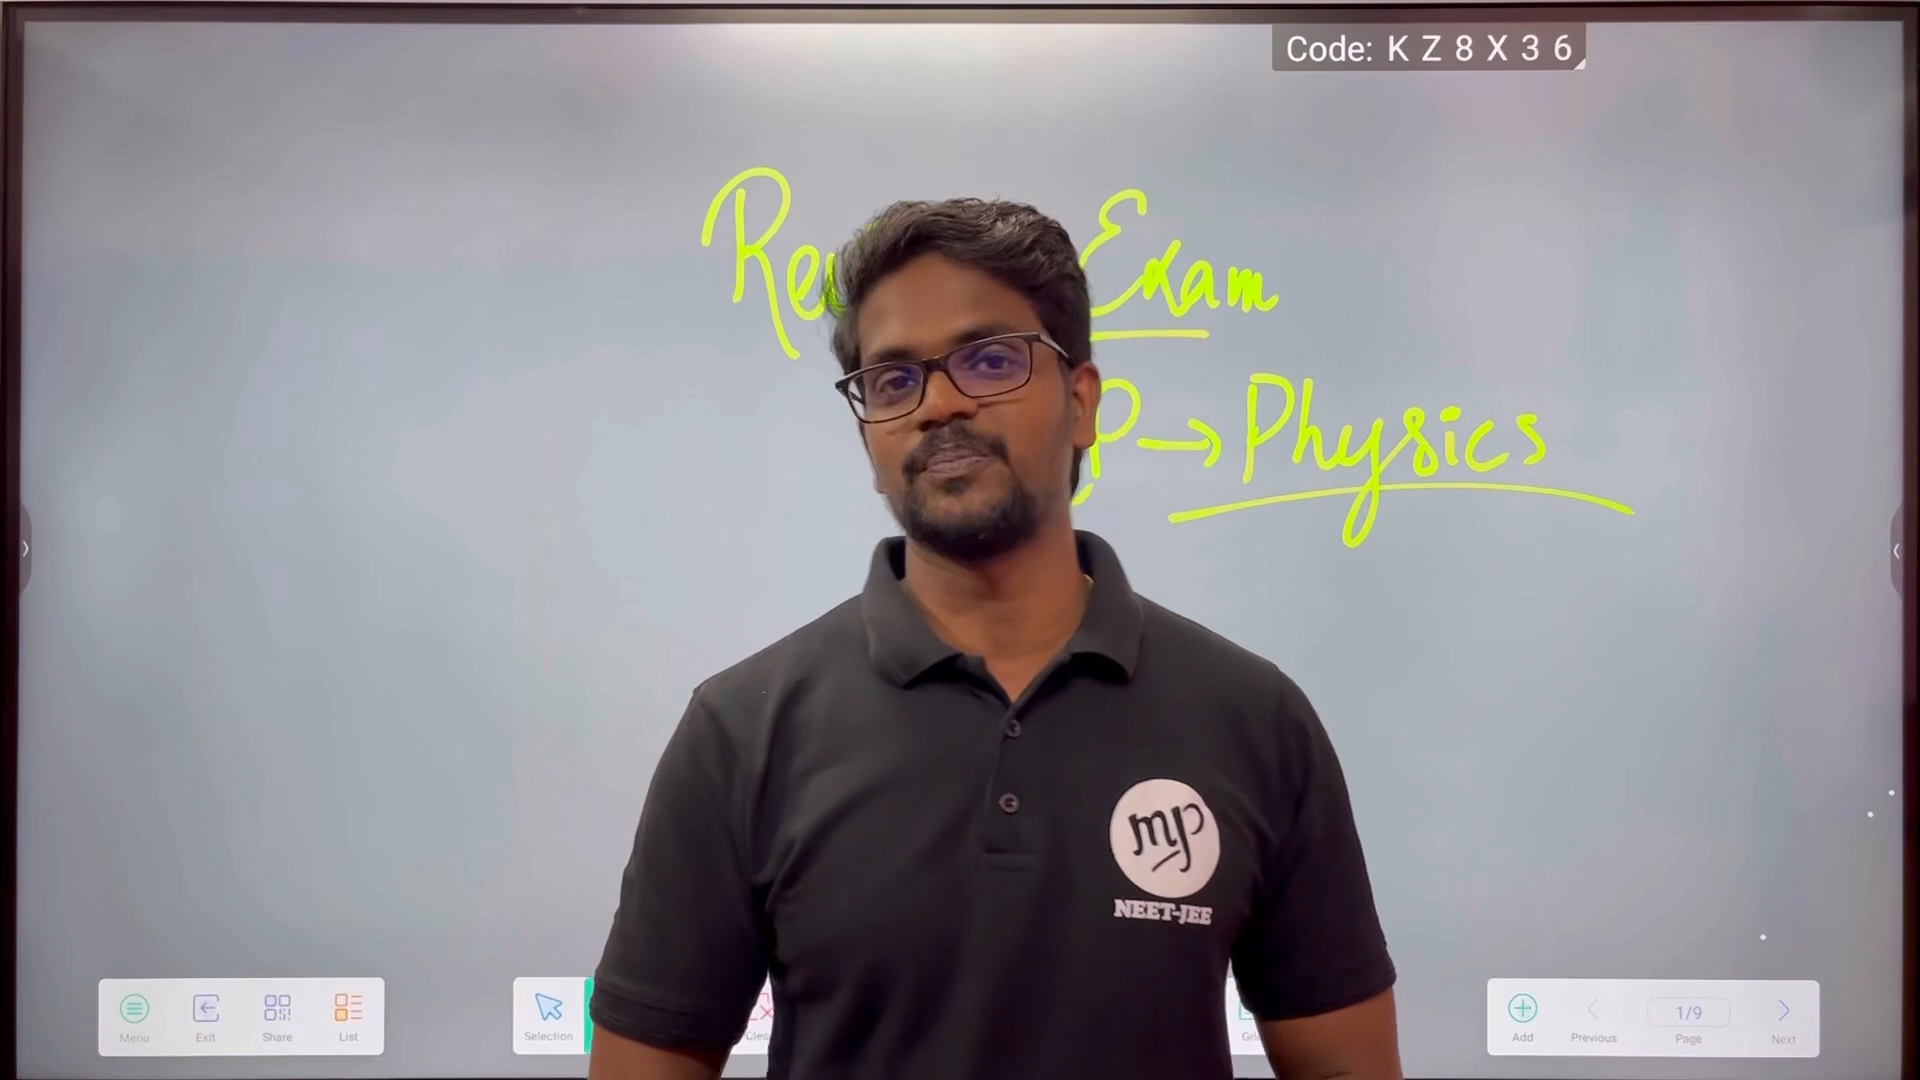 Code: K Z 8 X 3 6
Exam
P → Physics
mp
NEET-JEE
Menu
Exit
Share
List
Selection
Add
Previous
1/9
Page
Next